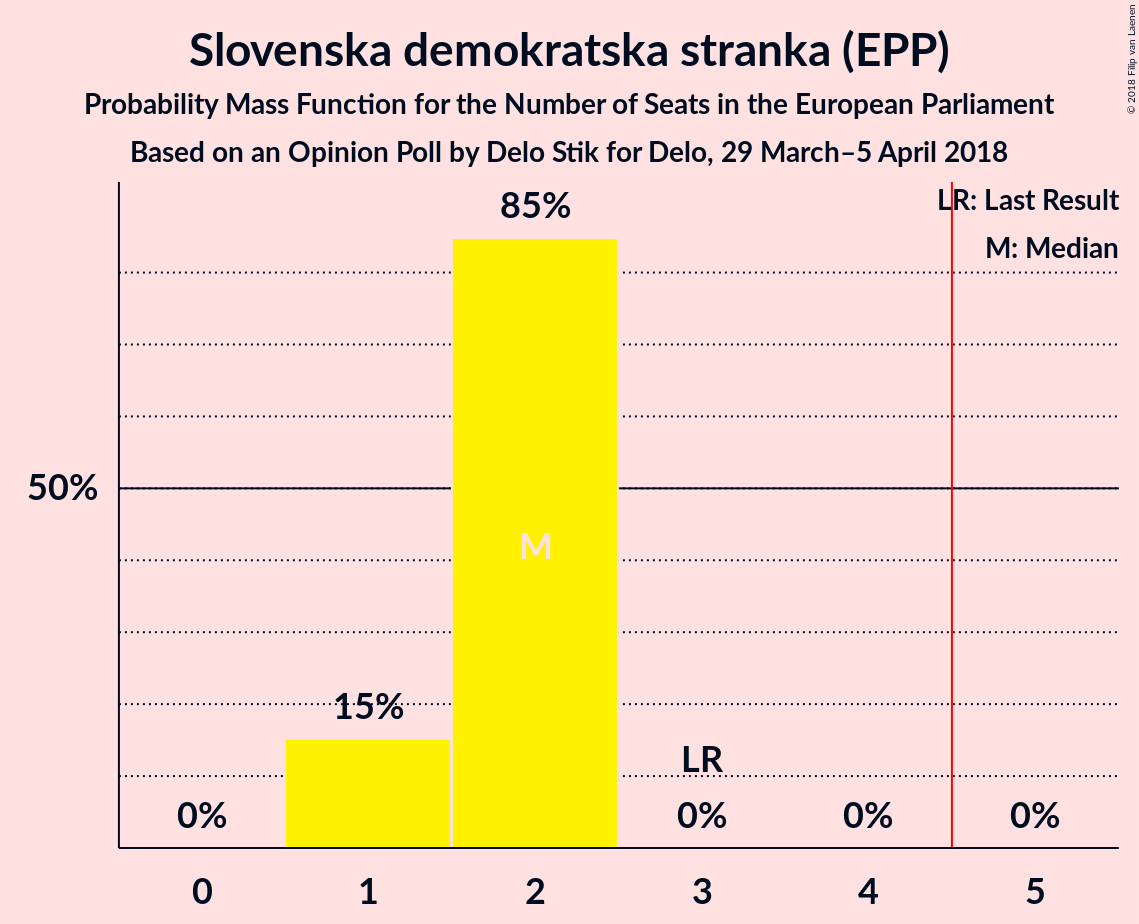 Slovenska demokratska stranka (EPP)
Probability Mass Function for the Number of Seats in the European Parliament
Based on an Opinion Poll by Delo Stik for Delo, 29 March–5 April 2018
© 2018 Filip van Laenen
LR: Last Result
M: Median
85%
50%
M
15%
LR
0%
0%
0%
0%
0
1
2
3
4
5